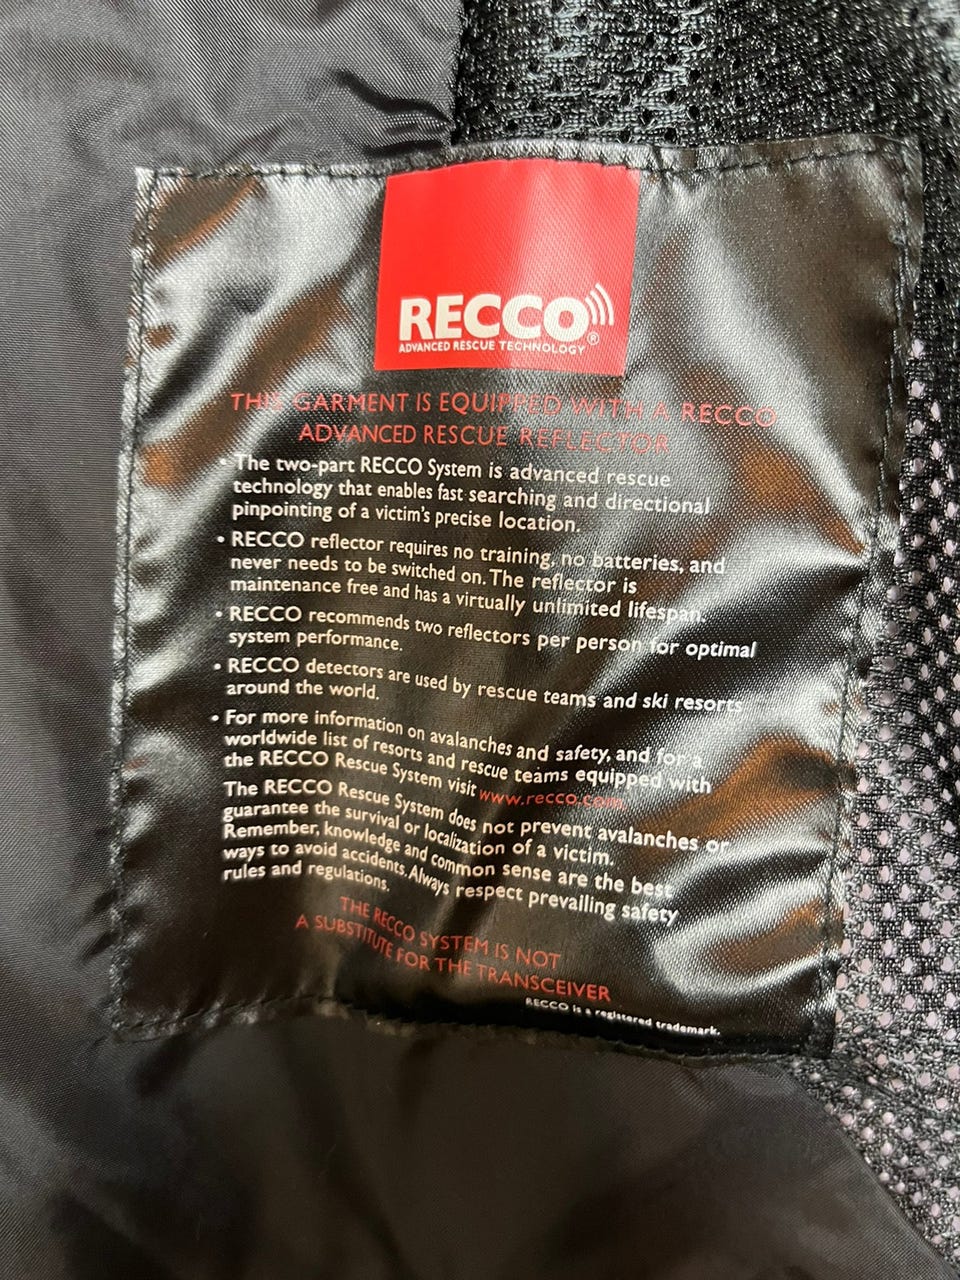 RECCO®
ADVANCED RESCUE TECHNOLOGY
THIS GARMENT IS EQUIPPED WITH A RECCO
ADVANCED RESCUE REFLECTOR
• The two-part RECCO System is advanced rescue
technology that enables fast searching and directional
pinpointing of a victim's precise location.
• RECCO reflector requires no training, no batteries, and
never needs to be switched on. The reflector is
maintenance free and has a virtually unlimited lifespan.
• RECCO recommends two reflectors per person for optimal
system performance.
• RECCO detectors are used by rescue teams and ski resorts
around the world.
• For more information on avalanches and safety, and for a
worldwide list of resorts and rescue teams equipped with
the RECCO Rescue System visit www.recco.com.
The RECCO Rescue System does not prevent avalanches or
guarantee the survival or localization of a victim.
Remember, knowledge and common sense are the best
ways to avoid accidents. Always respect prevailing safety
rules and regulations.
THE RECCO SYSTEM IS NOT
A SUBSTITUTE FOR THE TRANSCEIVER
RECCO is a registered trademark.